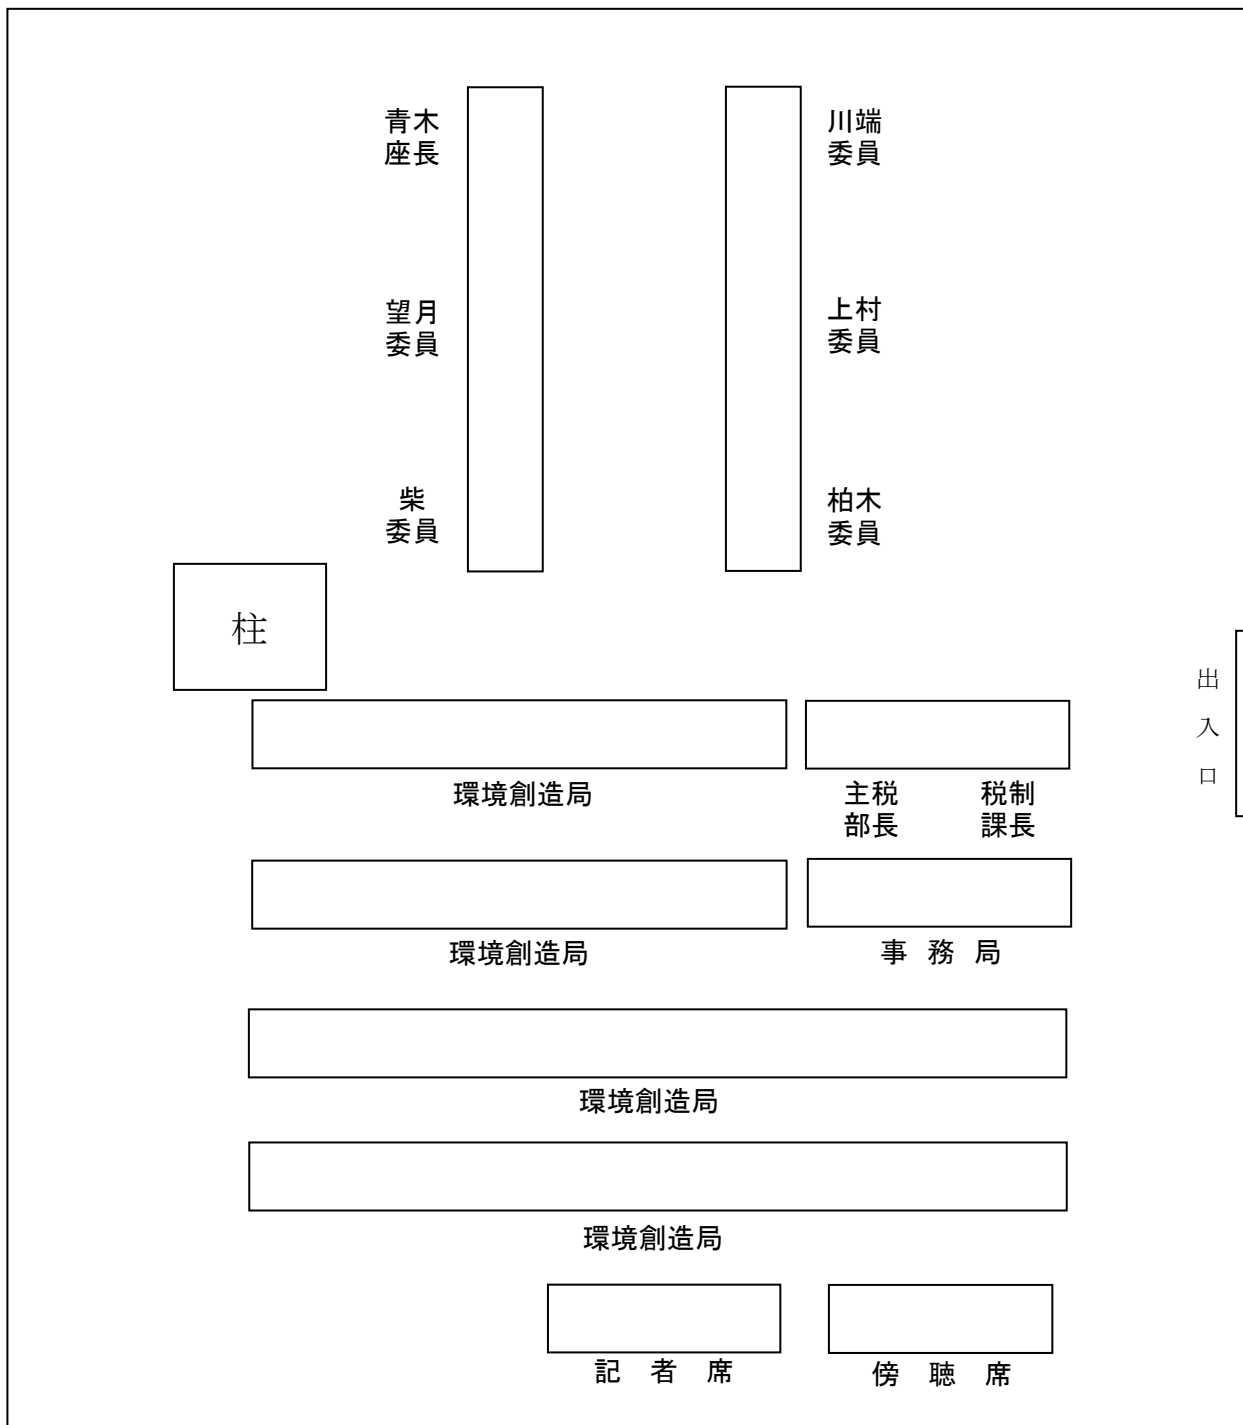 青木
座長
川端
委員
望月
委員
上村
委員
柴
委員
柏木
委員
柱
出
入
口
環境創造局
主税
部長
税制
課長
環境創造局
事 務 局
環境創造局
環境創造局
記 者 席
傍 聴 席